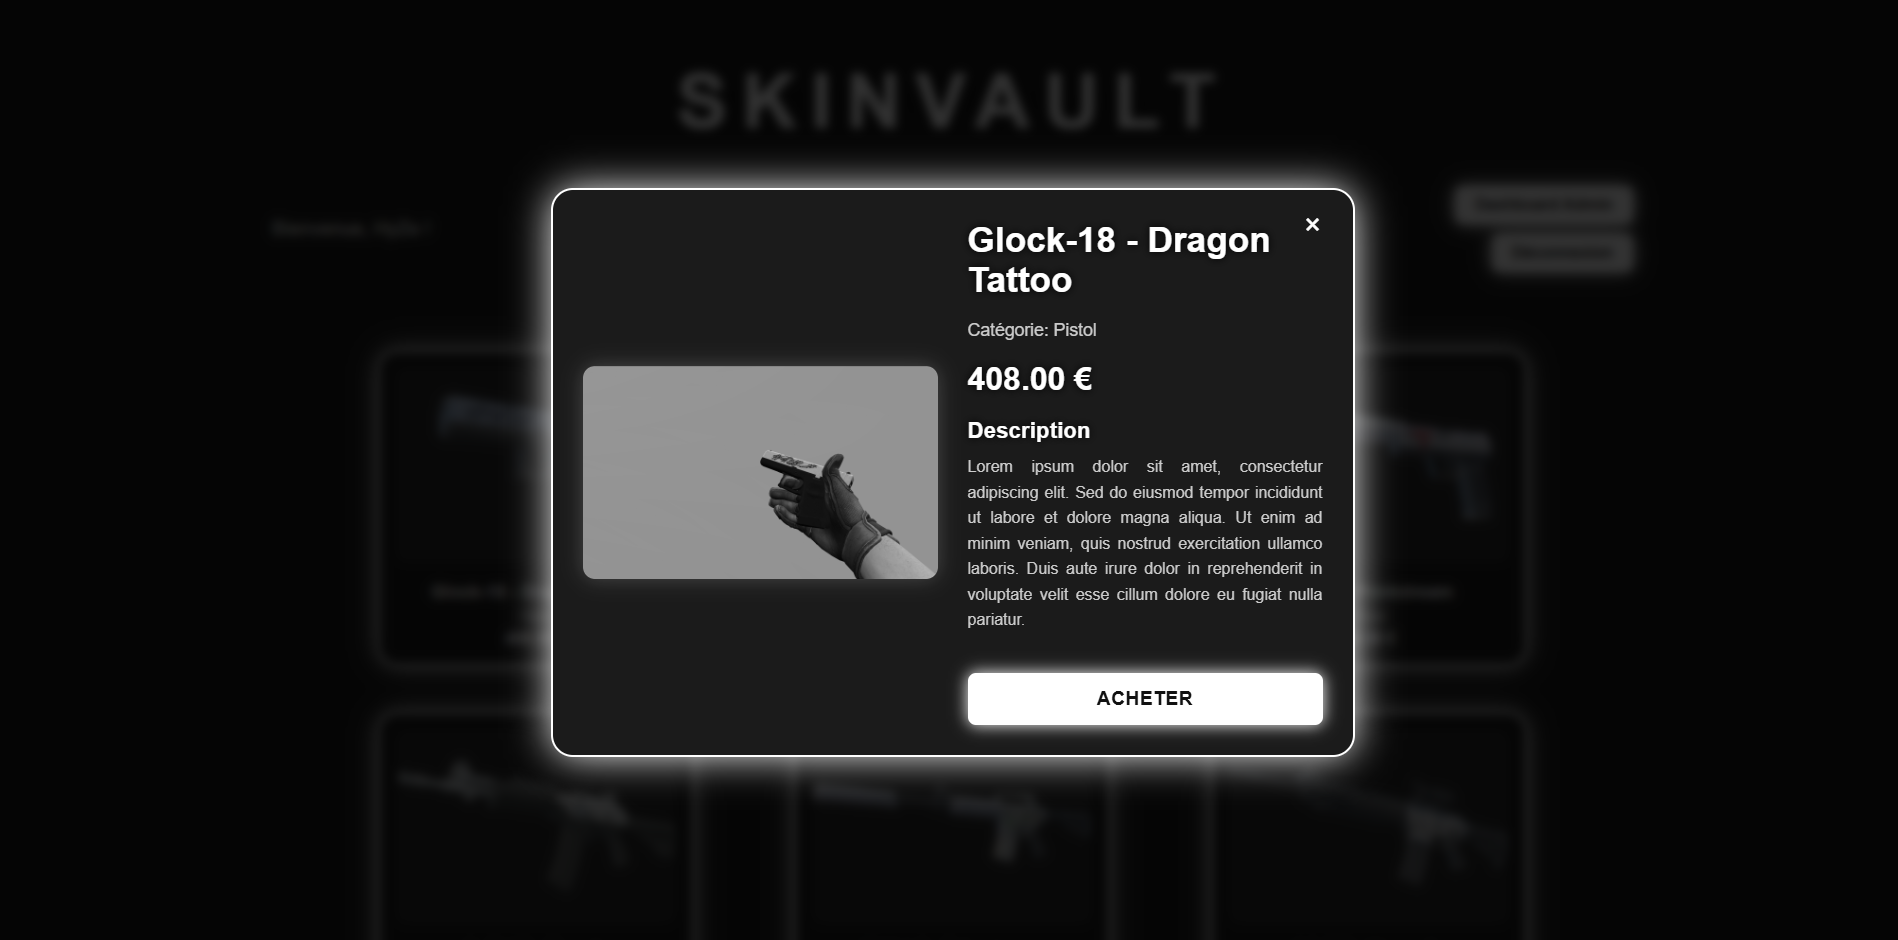 SKINVAULT
×
Glock-18 - Dragon
Tattoo
Catégorie: Pistol
408.00 €
Description
Lorem ipsum dolor sit amet, consectetur
adipiscing elit. Sed do eiusmod tempor incididunt
ut labore et dolore magna aliqua. Ut enim ad
minim veniam, quis nostrud exercitation ullamco
laboris. Duis aute irure dolor in reprehenderit in
voluptate velit esse cillum dolore eu fugiat nulla
pariatur.
ACHETER